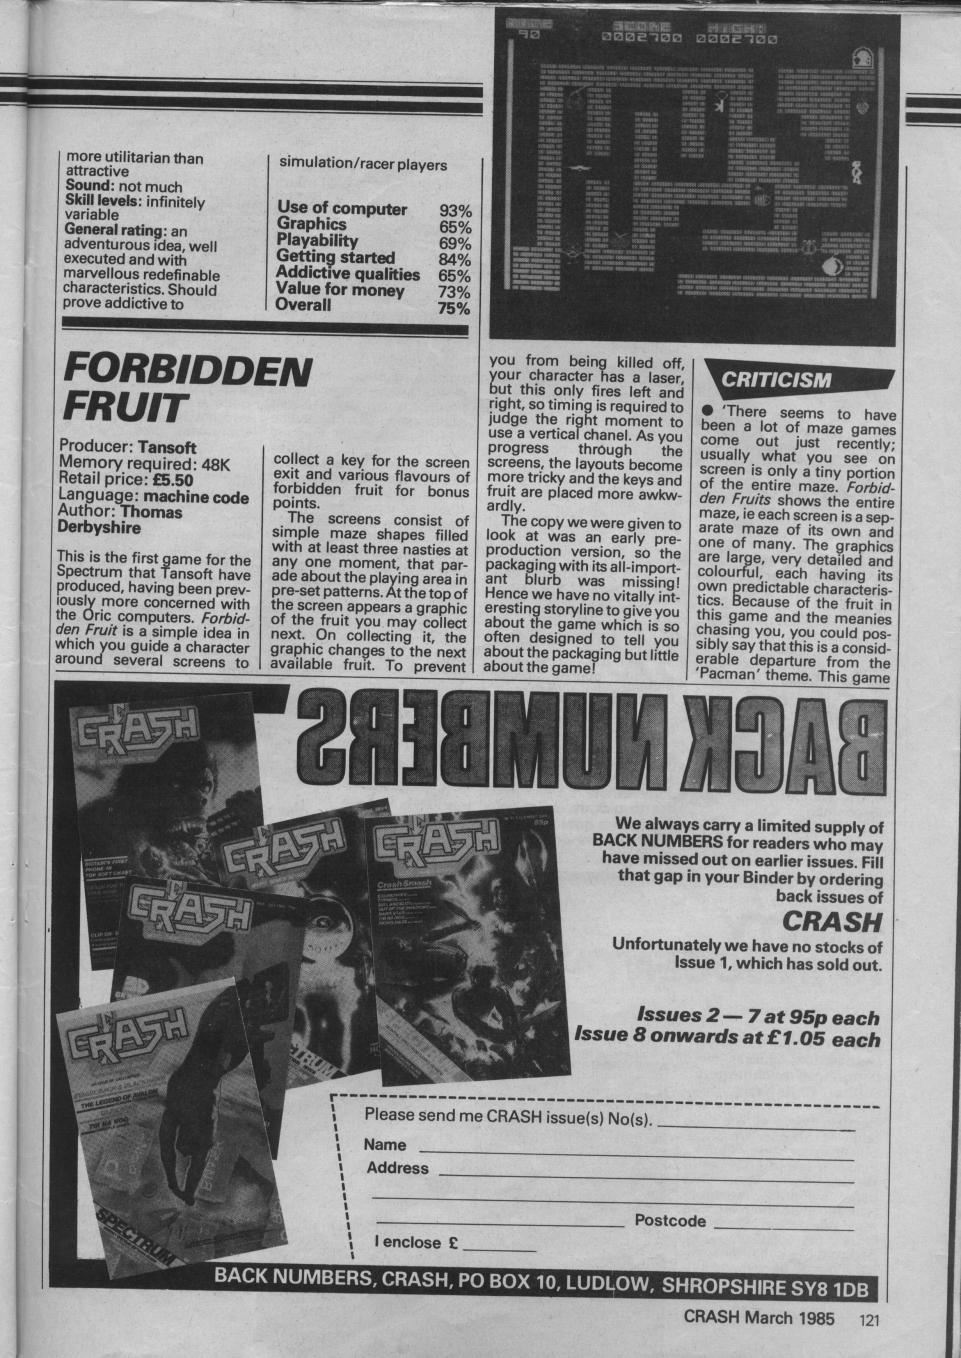 90
0002700 0002700
more utilitarian than
attractive
Sound: not much
Skill levels: infinitely
variable
General rating: an
adventurous idea, well
executed and with
marvellous redefinable
characteristics. Should
prove addictive to
simulation/racer players
Use of computer 93%
Graphics 65%
Playability 69%
Getting started 84%
Addictive qualities 65%
Value for money 73%
Overall 75%
FORBIDDEN
FRUIT
Producer: Tansoft
Memory required: 48K
Retail price: £5.50
Language: machine code
Author: Thomas
Derbyshire
This is the first game for the
Spectrum that Tansoft have
produced, having been prev-
iously more concerned with
the Oric computers. Forbid-
den Fruit is a simple idea in
which you guide a character
around several screens to
collect a key for the screen
exit and various flavours of
forbidden fruit for bonus
points.
The screens consist of
simple maze shapes filled
with at least three nasties at
any one moment, that par-
ade about the playing area in
pre-set patterns. At the top of
the screen appears a graphic
of the fruit you may collect
next. On collecting it, the
graphic changes to the next
available fruit. To prevent
you from being killed off,
your character has a laser,
but this only fires left and
right, so timing is required to
judge the right moment to
use a vertical chanel. As you
progress through the
screens, the layouts become
more tricky and the keys and
fruit are placed more awkw-
ardly.
The copy we were given to
look at was an early pre-
production version, so the
packaging with its all-import-
ant blurb was missing!
Hence we have no vitally int-
eresting storyline to give you
about the game which is so
often designed to tell you
about the packaging but little
about the game!
CRITICISM
● 'There seems to have
been a lot of maze games
come out just recently;
usually what you see on
screen is only a tiny portion
of the entire maze. Forbid-
den Fruits shows the entire
maze, ie each screen is a sep-
arate maze of its own and
one of many. The graphics
are large, very detailed and
colourful, each having its
own predictable characteris-
tics. Because of the fruit in
this game and the meanies
chasing you, you could pos-
sibly say that this is a consid-
erable departure from the
'Pacman' theme. This game
BACK NUMBERS
CRASH
CRASH
CRASH
Crash Smash
CRASH
CRASH
THE LEGEND OF AVALON
TIR NA NOG
SPECTRUM
We always carry a limited supply of
BACK NUMBERS for readers who may
have missed out on earlier issues. Fill
that gap in your Binder by ordering
back issues of
CRASH
Unfortunately we have no stocks of
Issue 1, which has sold out.
Issues 2 — 7 at 95p each
Issue 8 onwards at £1.05 each
Please send me CRASH issue(s) No(s).
Name
Address
Postcode
I enclose £
BACK NUMBERS, CRASH, PO BOX 10, LUDLOW, SHROPSHIRE SY8 1DB
CRASH March 1985 121